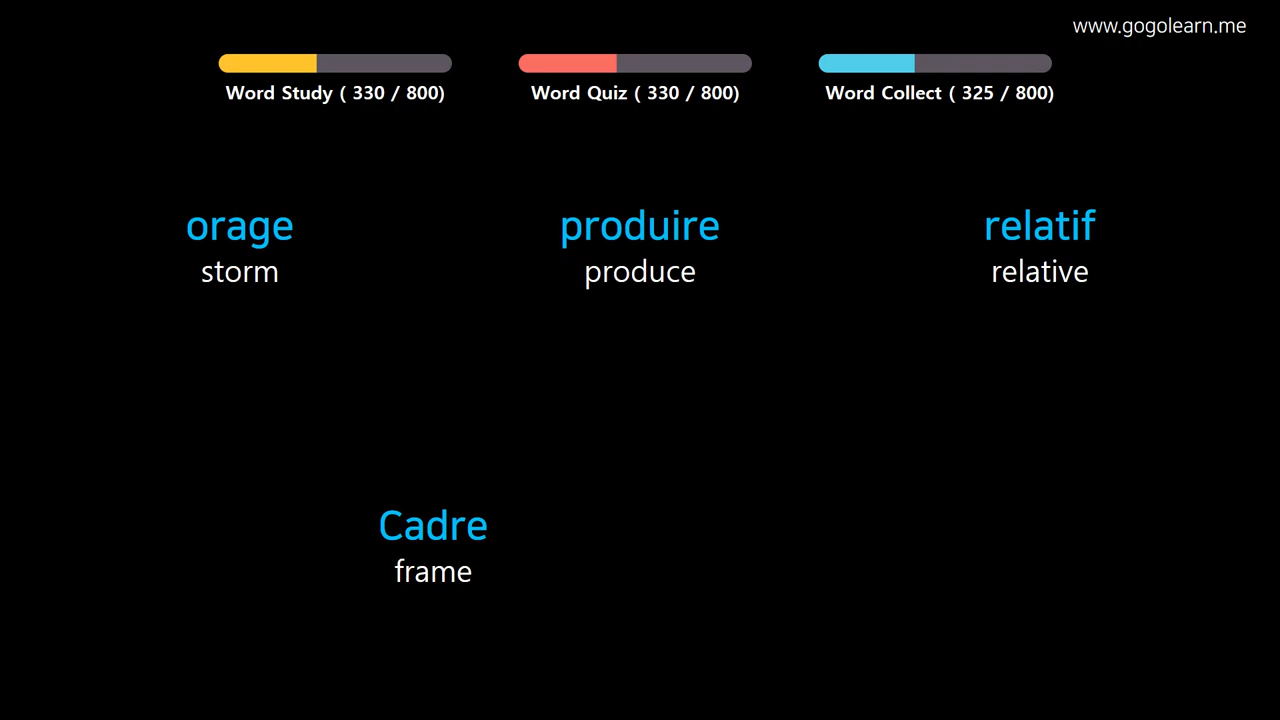 www.gogolearn.me
Word Study ( 330 / 800)
Word Quiz ( 330 / 800)
Word Collect ( 325 / 800)
orage
storm
produire
produce
relatif
relative
Cadre
frame